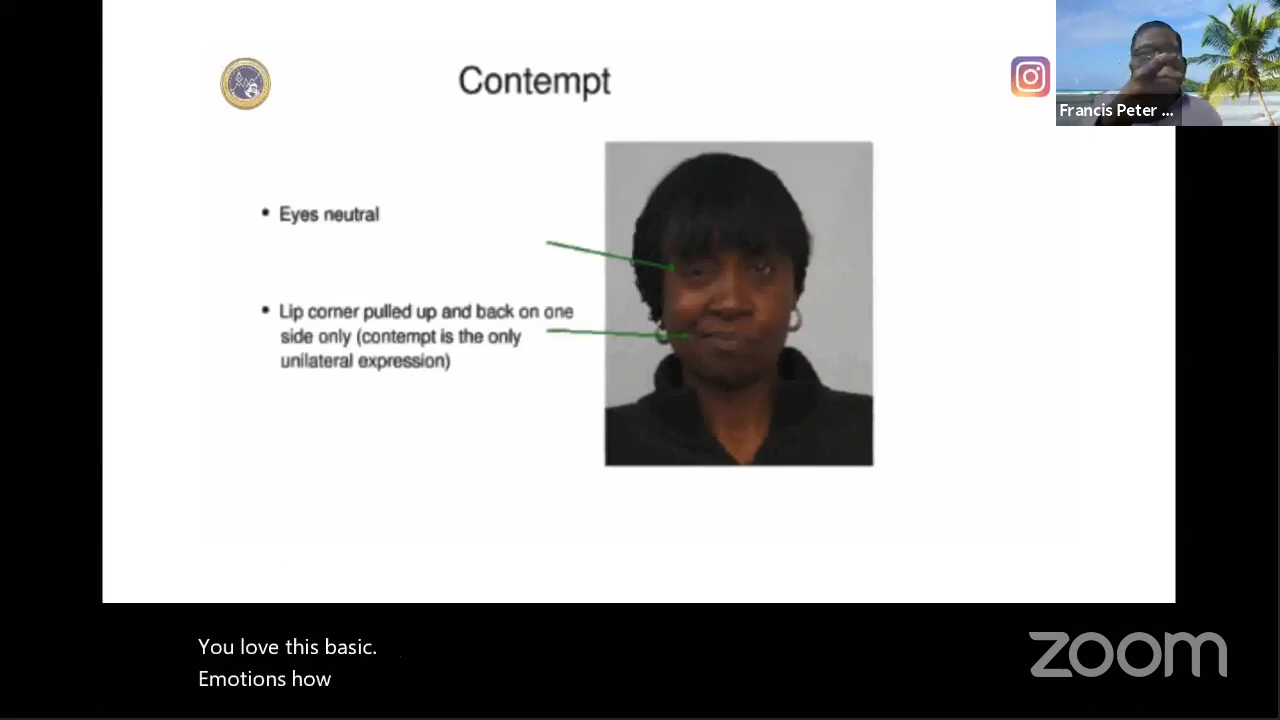 Contempt
Francis Peter ...
• Eyes neutral
• Lip corner pulled up and back on one
side only (contempt is the only
unilateral expression)
You love this basic.
Emotions how
zoom